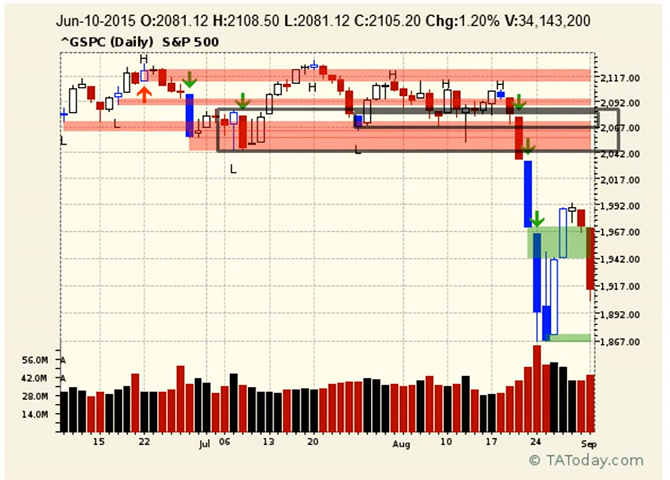 Jun-10-2015 O:2081.12 H:2108.50 L:2081.12 C:2105.20 Chg:1.20% V:34,143,200
^GSPC (Daily) S&P 500
H
H
H
H
H
H
L
L
L
L
2,117.00
2,092.00
2,067.00
2,042.00
2,017.00
1,992.00
1,967.00
1,942.00
1,917.00
1,892.00
1,867.00
56.0M A
42.0M A
28.0M
14.0M
15 22 Jul 06 13 20 Aug 10 17 24 Sep
© TAToday.com